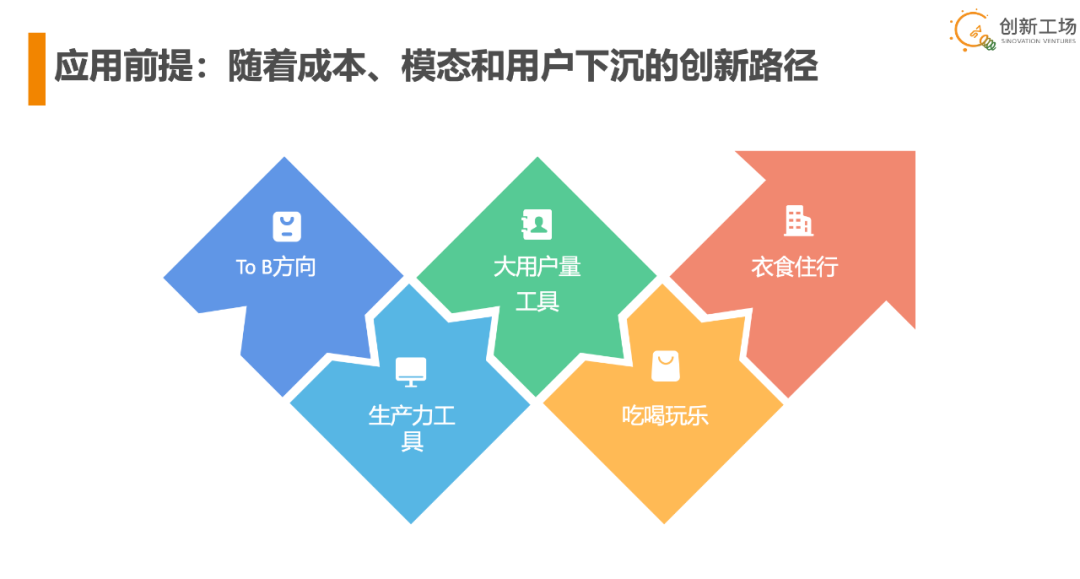 创新工场
SINOVATION VENTURES
应用前提：随着成本、模态和用户下沉的创新路径
To B方向
大用户量
工具
衣食住行
生产力工
具
吃喝玩乐